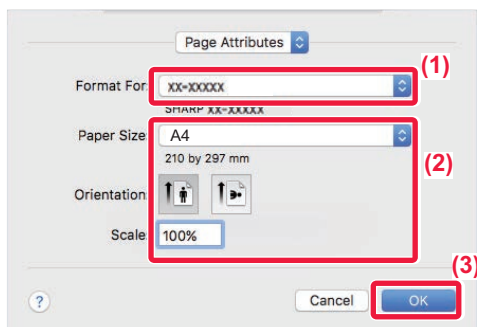 Page Attributes
(1)
Format For: xx-xxxxx
SHARP xx-xxxxx
Paper Size: A4
210 by 297 mm
(2)
Orientation:
Scale: 100%
(3)
? Cancel OK